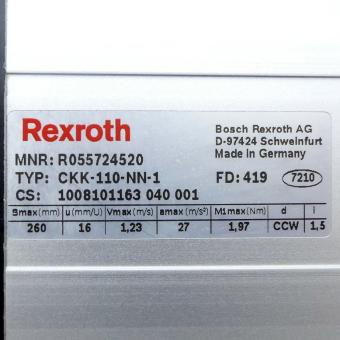 Rexroth
Bosch Rexroth AG
D-97424 Schweinfurt
Made in Germany
MNR: R055724520
TYP: CKK-110-NN-1 FD: 419 7210
CS: 1008101163 040 001
Smax(mm) u(mm/U) Vmax(m/s) amax(m/s²) M1max(Nm) d i
260 16 1,23 27 1,97 CCW 1,5